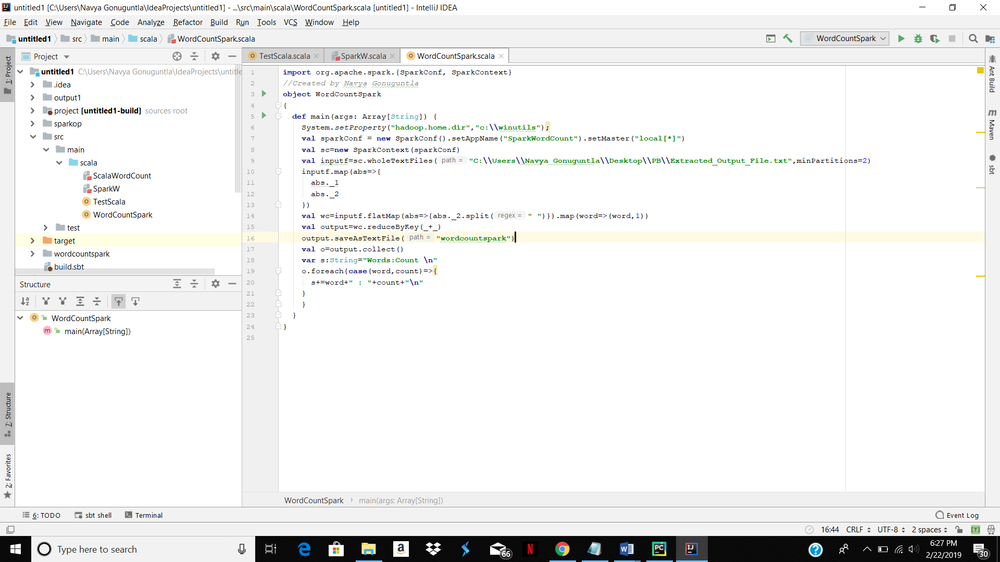 untitled1 [C:\Users\Navya Gonuguntla\IdeaProjects\untitled1] - ...\src\main\scala\WordCountSpark.scala [untitled1] - IntelliJ IDEA
File Edit View Navigate Code Analyze Refactor Build Run Tools VCS Window Help
untitled1 src main scala WordCountSpark.scala
WordCountSpark
1: Project
7: Structure
2: Favorites
Project
untitled1 C:\Users\Navya Gonuguntla\IdeaProjects\untitle
.idea
output1
project [untitled1-build] sources root
sparkop
src
main
scala
ScalaWordCount
SparkW
TestScala
WordCountSpark
test
target
wordcountspark
build.sbt
Structure
WordCountSpark
m main(Array[String])
TestScala.scala SparkW.scala WordCountSpark.scala
1 import org.apache.spark.{SparkConf, SparkContext}
2 //Created by Navya Gonuguntla
3 object WordCountSpark
4 {
5 def main(args: Array[String]) {
6 System.setProperty("hadoop.home.dir","c:\\winutils");
7 val sparkConf = new SparkConf().setAppName("SparkWordCount").setMaster("local[*]")
8 val sc=new SparkContext(sparkConf)
9 val inputf=sc.wholeTextFiles( path = "C:\\Users\\Navya Gonuguntla\\Desktop\\PB\\Extracted_Output_File.txt",minPartitions=2)
10 inputf.map(abs=>{
11 abs._1
12 abs._2
13 })
14 val wc=inputf.flatMap(abs=>{abs._2.split( regex = " ")}).map(word=>(word,1))
15 val output=wc.reduceByKey(_+_)
16 output.saveAsTextFile( path = "wordcountspark")
17 val o=output.collect()
18 var s:String="Words:Count \n"
19 o.foreach{case(word,count)=>{
20 s+=word+" : "+count+"\n"
21 }
22 }
23 }
24 }
25
WordCountSpark main(args: Array[String])
Ant Build
m Maven
sbt
6: TODO sbt shell Terminal Event Log
16:44 CRLF UTF-8 2 spaces [T]
Type here to search
66
PC
IJ
6:27 PM
2/22/2019
30